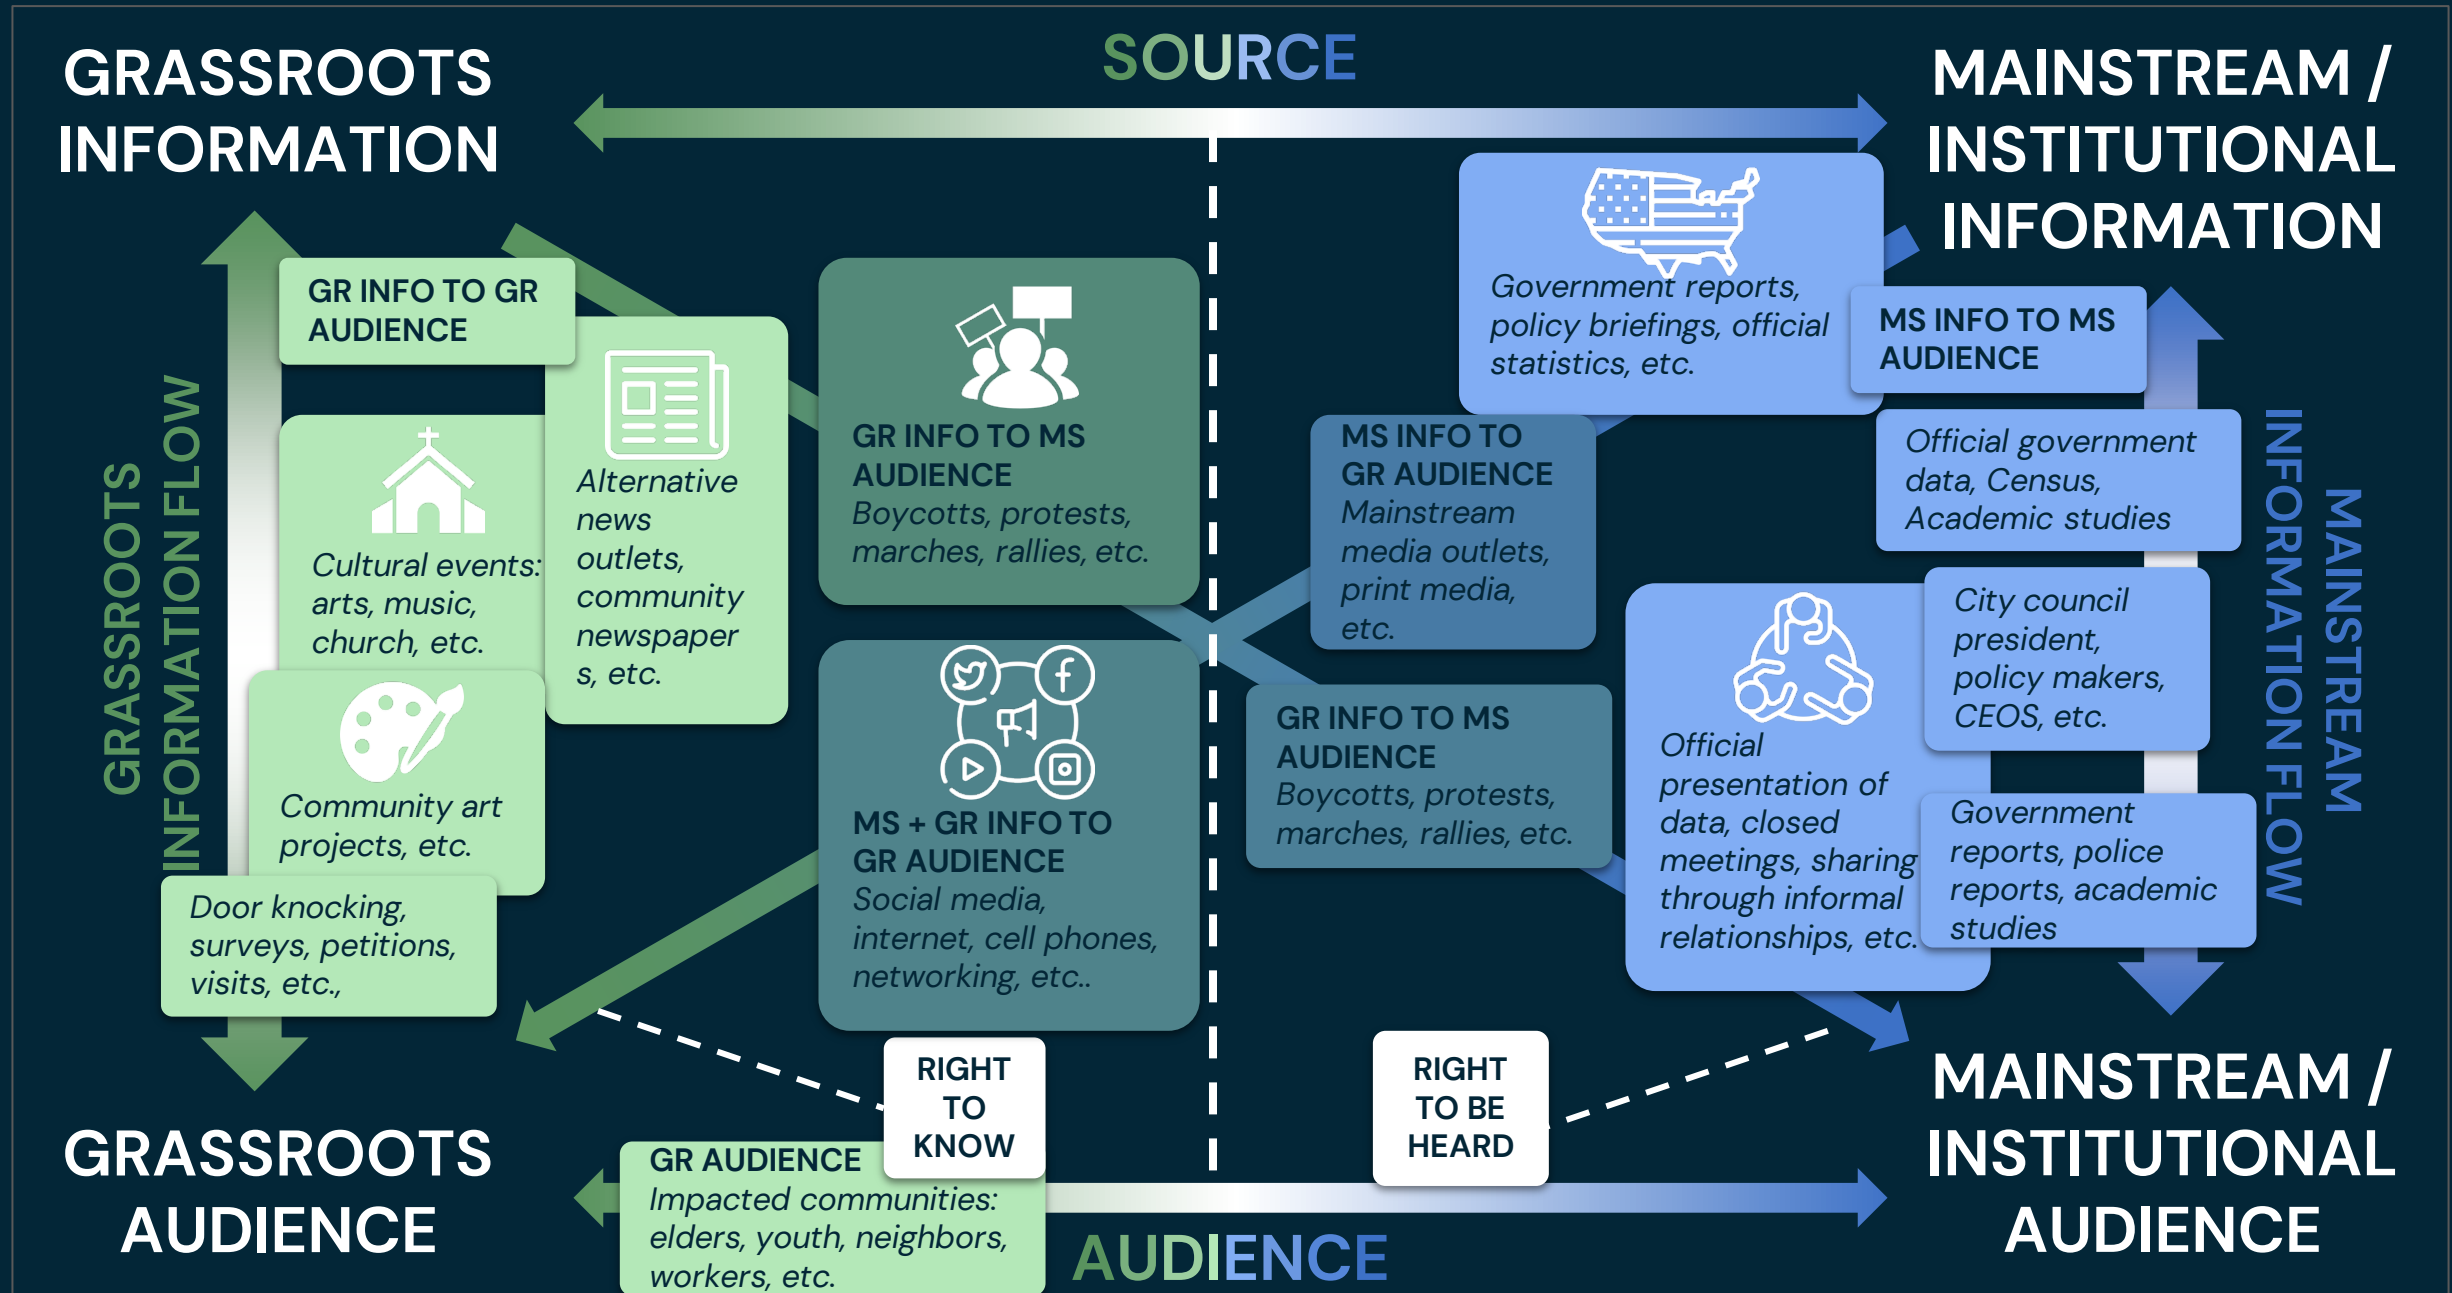 SOURCE
GRASSROOTS
INFORMATION
MAINSTREAM /
INSTITUTIONAL
INFORMATION
GRASSROOTS
INFORMATION FLOW
GR INFO TO GR
AUDIENCE
Cultural events:
arts, music,
church, etc.
Alternative
news
outlets,
community
newspaper
s, etc.
Community art
projects, etc.
Door knocking,
surveys, petitions,
visits, etc.,
GR INFO TO MS
AUDIENCE
Boycotts, protests,
marches, rallies, etc.
MS + GR INFO TO
GR AUDIENCE
Social media,
internet, cell phones,
networking, etc..
Government reports,
policy briefings, official
statistics, etc.
MS INFO TO MS
AUDIENCE
MS INFO TO
GR AUDIENCE
Mainstream
media outlets,
print media,
etc.
GR INFO TO MS
AUDIENCE
Boycotts, protests,
marches, rallies, etc.
Official government
data, Census,
Academic studies
City council
president,
policy makers,
CEOS, etc.
Official
presentation of
data, closed
meetings, sharing
through informal
relationships, etc.
Government
reports, police
reports, academic
studies
MAINSTREAM
INFORMATION FLOW
RIGHT
TO
KNOW
RIGHT
TO BE
HEARD
GRASSROOTS
AUDIENCE
GR AUDIENCE
Impacted communities:
elders, youth, neighbors,
workers, etc.
AUDIENCE
MAINSTREAM /
INSTITUTIONAL
AUDIENCE